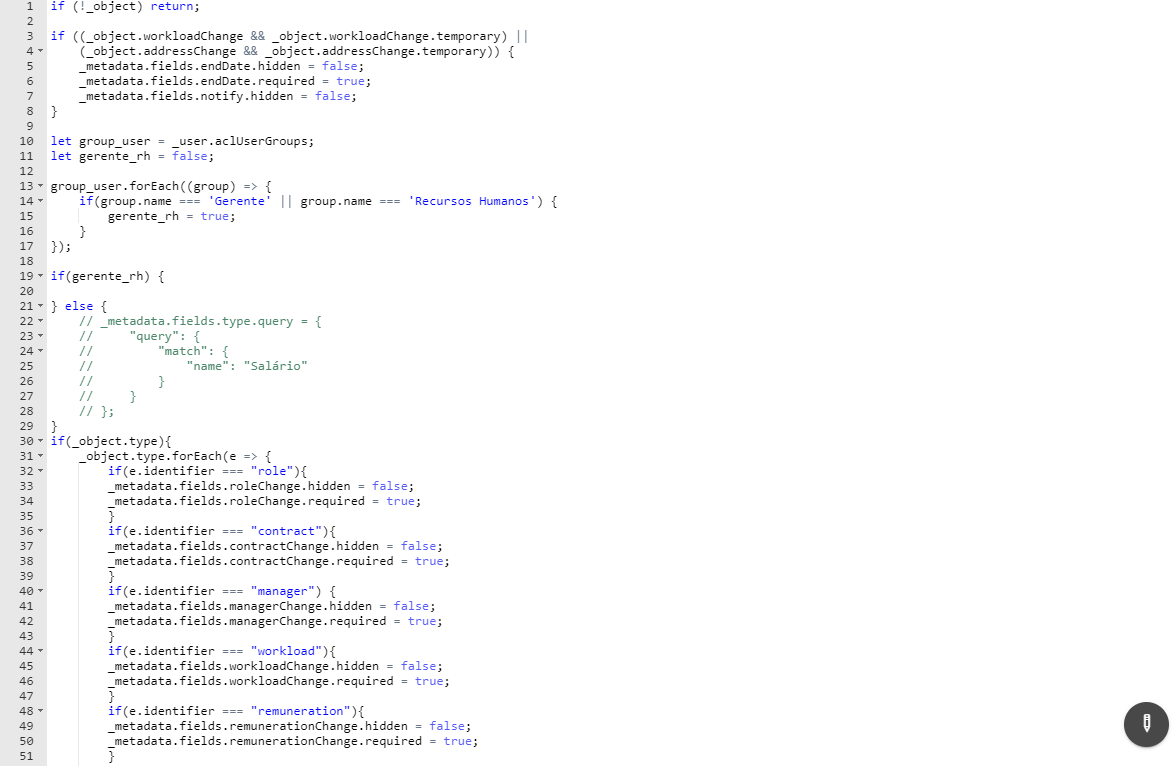 1 if (!_object) return;
2
3 if ((_object.workloadChange && _object.workloadChange.temporary) ||
4     (_object.addressChange && _object.addressChange.temporary)) {
5     _metadata.fields.endDate.hidden = false;
6     _metadata.fields.endDate.required = true;
7     _metadata.fields.notify.hidden = false;
8 }
9
10 let group_user = _user.aclUserGroups;
11 let gerente_rh = false;
12
13 group_user.forEach((group) => {
14     if(group.name === 'Gerente' || group.name === 'Recursos Humanos') {
15         gerente_rh = true;
16     }
17 });
18
19 if(gerente_rh) {
20
21 } else {
22     // _metadata.fields.type.query = {
23     //     "query": {
24     //         "match": {
25     //             "name": "Salário"
26     //         }
27     //     }
28     // };
29 }
30 if(_object.type){
31     _object.type.forEach(e => {
32         if(e.identifier === "role"){
33         _metadata.fields.roleChange.hidden = false;
34         _metadata.fields.roleChange.required = true;
35         }
36         if(e.identifier === "contract"){
37         _metadata.fields.contractChange.hidden = false;
38         _metadata.fields.contractChange.required = true;
39         }
40         if(e.identifier === "manager") {
41         _metadata.fields.managerChange.hidden = false;
42         _metadata.fields.managerChange.required = true;
43         }
44         if(e.identifier === "workload"){
45         _metadata.fields.workloadChange.hidden = false;
46         _metadata.fields.workloadChange.required = true;
47         }
48         if(e.identifier === "remuneration"){
49         _metadata.fields.remunerationChange.hidden = false;
50         _metadata.fields.remunerationChange.required = true;
51         }